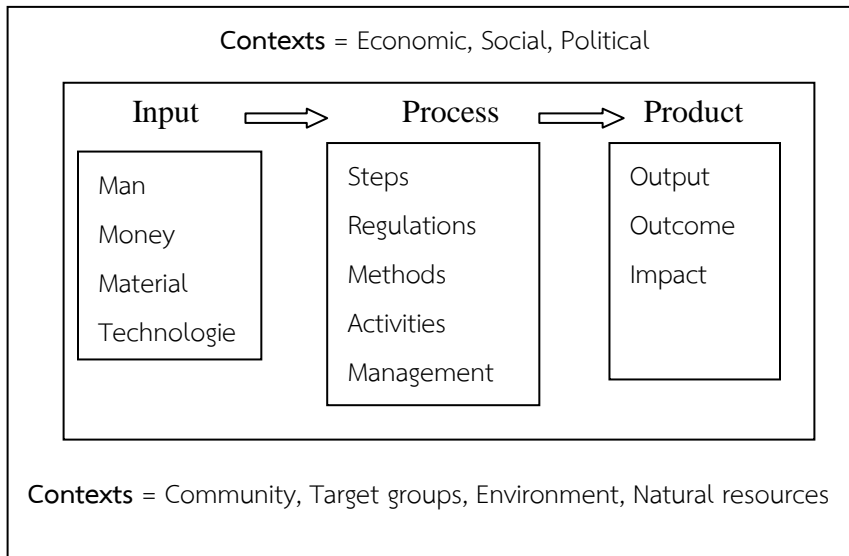 Contexts = Economic, Social, Political
Input
Process
Product
Man
Money
Material
Technologie
Steps
Regulations
Methods
Activities
Management
Output
Outcome
Impact
Contexts = Community, Target groups, Environment, Natural resources